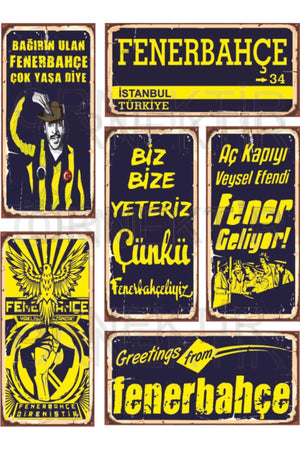 BAĞIRIN ULAN
FENERBAHÇE
ÇOK YAŞA DİYE
FENERBAHÇE
34
İSTANBUL
TÜRKİYE
BİZ
BİZE
YETERİZ
Çünkü
Fenerbahçeliyiz
Aç Kapıyı
Veysel Efendi
Fener
Geliyor!
FENERBAHÇE
FENERBAHÇE
DİRENİŞTİR
Greetings from
fenerbahçe
ÖRNEKTİR